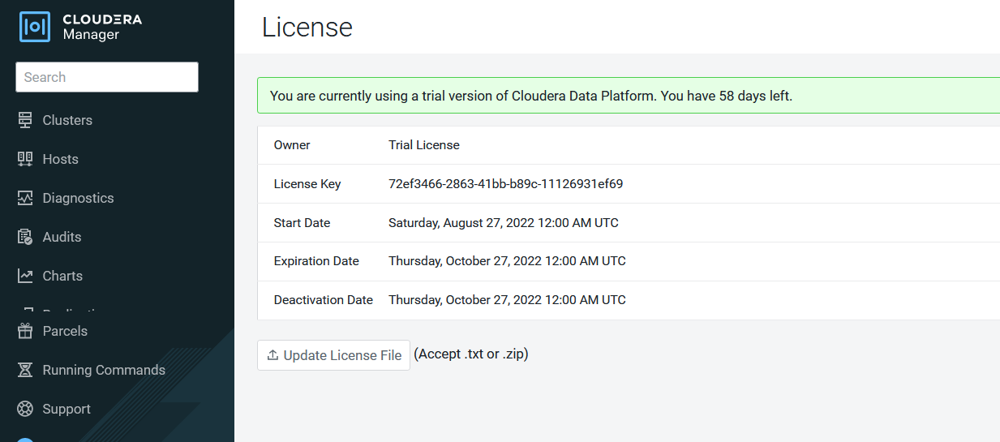 CLOUDERA
Manager
Search
Clusters
Hosts
Diagnostics
Audits
Charts
Parcels
Running Commands
Support
License
You are currently using a trial version of Cloudera Data Platform. You have 58 days left.
Owner Trial License
License Key 72ef3466-2863-41bb-b89c-11126931ef69
Start Date Saturday, August 27, 2022 12:00 AM UTC
Expiration Date Thursday, October 27, 2022 12:00 AM UTC
Deactivation Date Thursday, October 27, 2022 12:00 AM UTC
Update License File (Accept .txt or .zip)